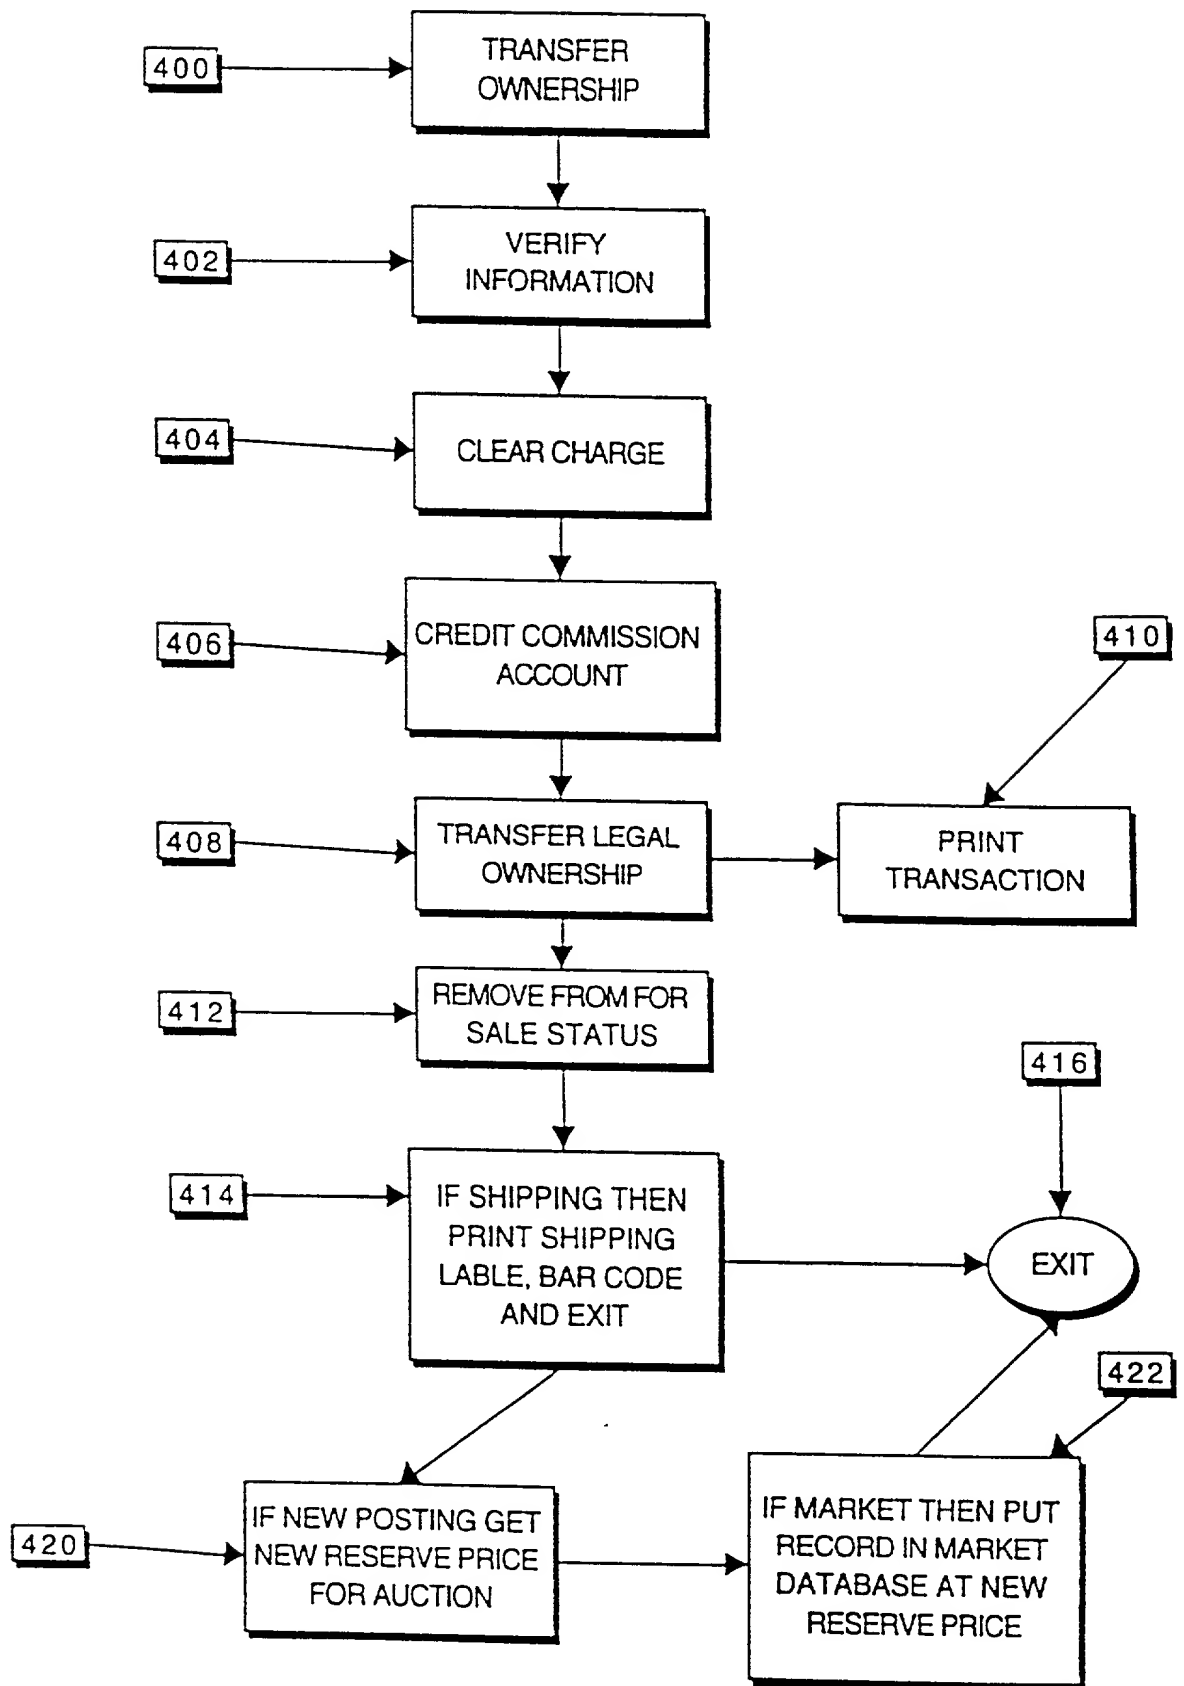 400
TRANSFER
OWNERSHIP
402
VERIFY
INFORMATION
404
CLEAR CHARGE
406
CREDIT COMMISSION
ACCOUNT
410
408
TRANSFER LEGAL
OWNERSHIP
PRINT
TRANSACTION
412
REMOVE FROM FOR
SALE STATUS
416
414
IF SHIPPING THEN
PRINT SHIPPING
LABLE, BAR CODE
AND EXIT
EXIT
422
420
IF NEW POSTING GET
NEW RESERVE PRICE
FOR AUCTION
IF MARKET THEN PUT
RECORD IN MARKET
DATABASE AT NEW
RESERVE PRICE